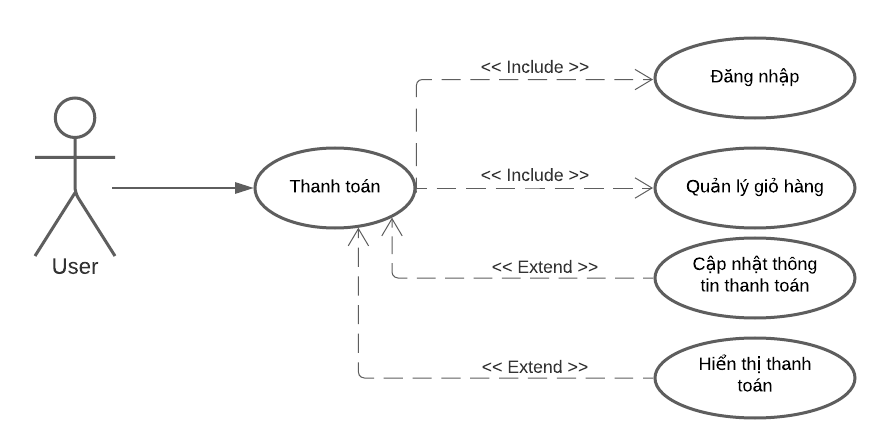 << Include >>
Đăng nhập
<< Include >>
Thanh toán
Quản lý giỏ hàng
User
<< Extend >>
Cập nhật thông
tin thanh toán
<< Extend >>
Hiển thị thanh
toán